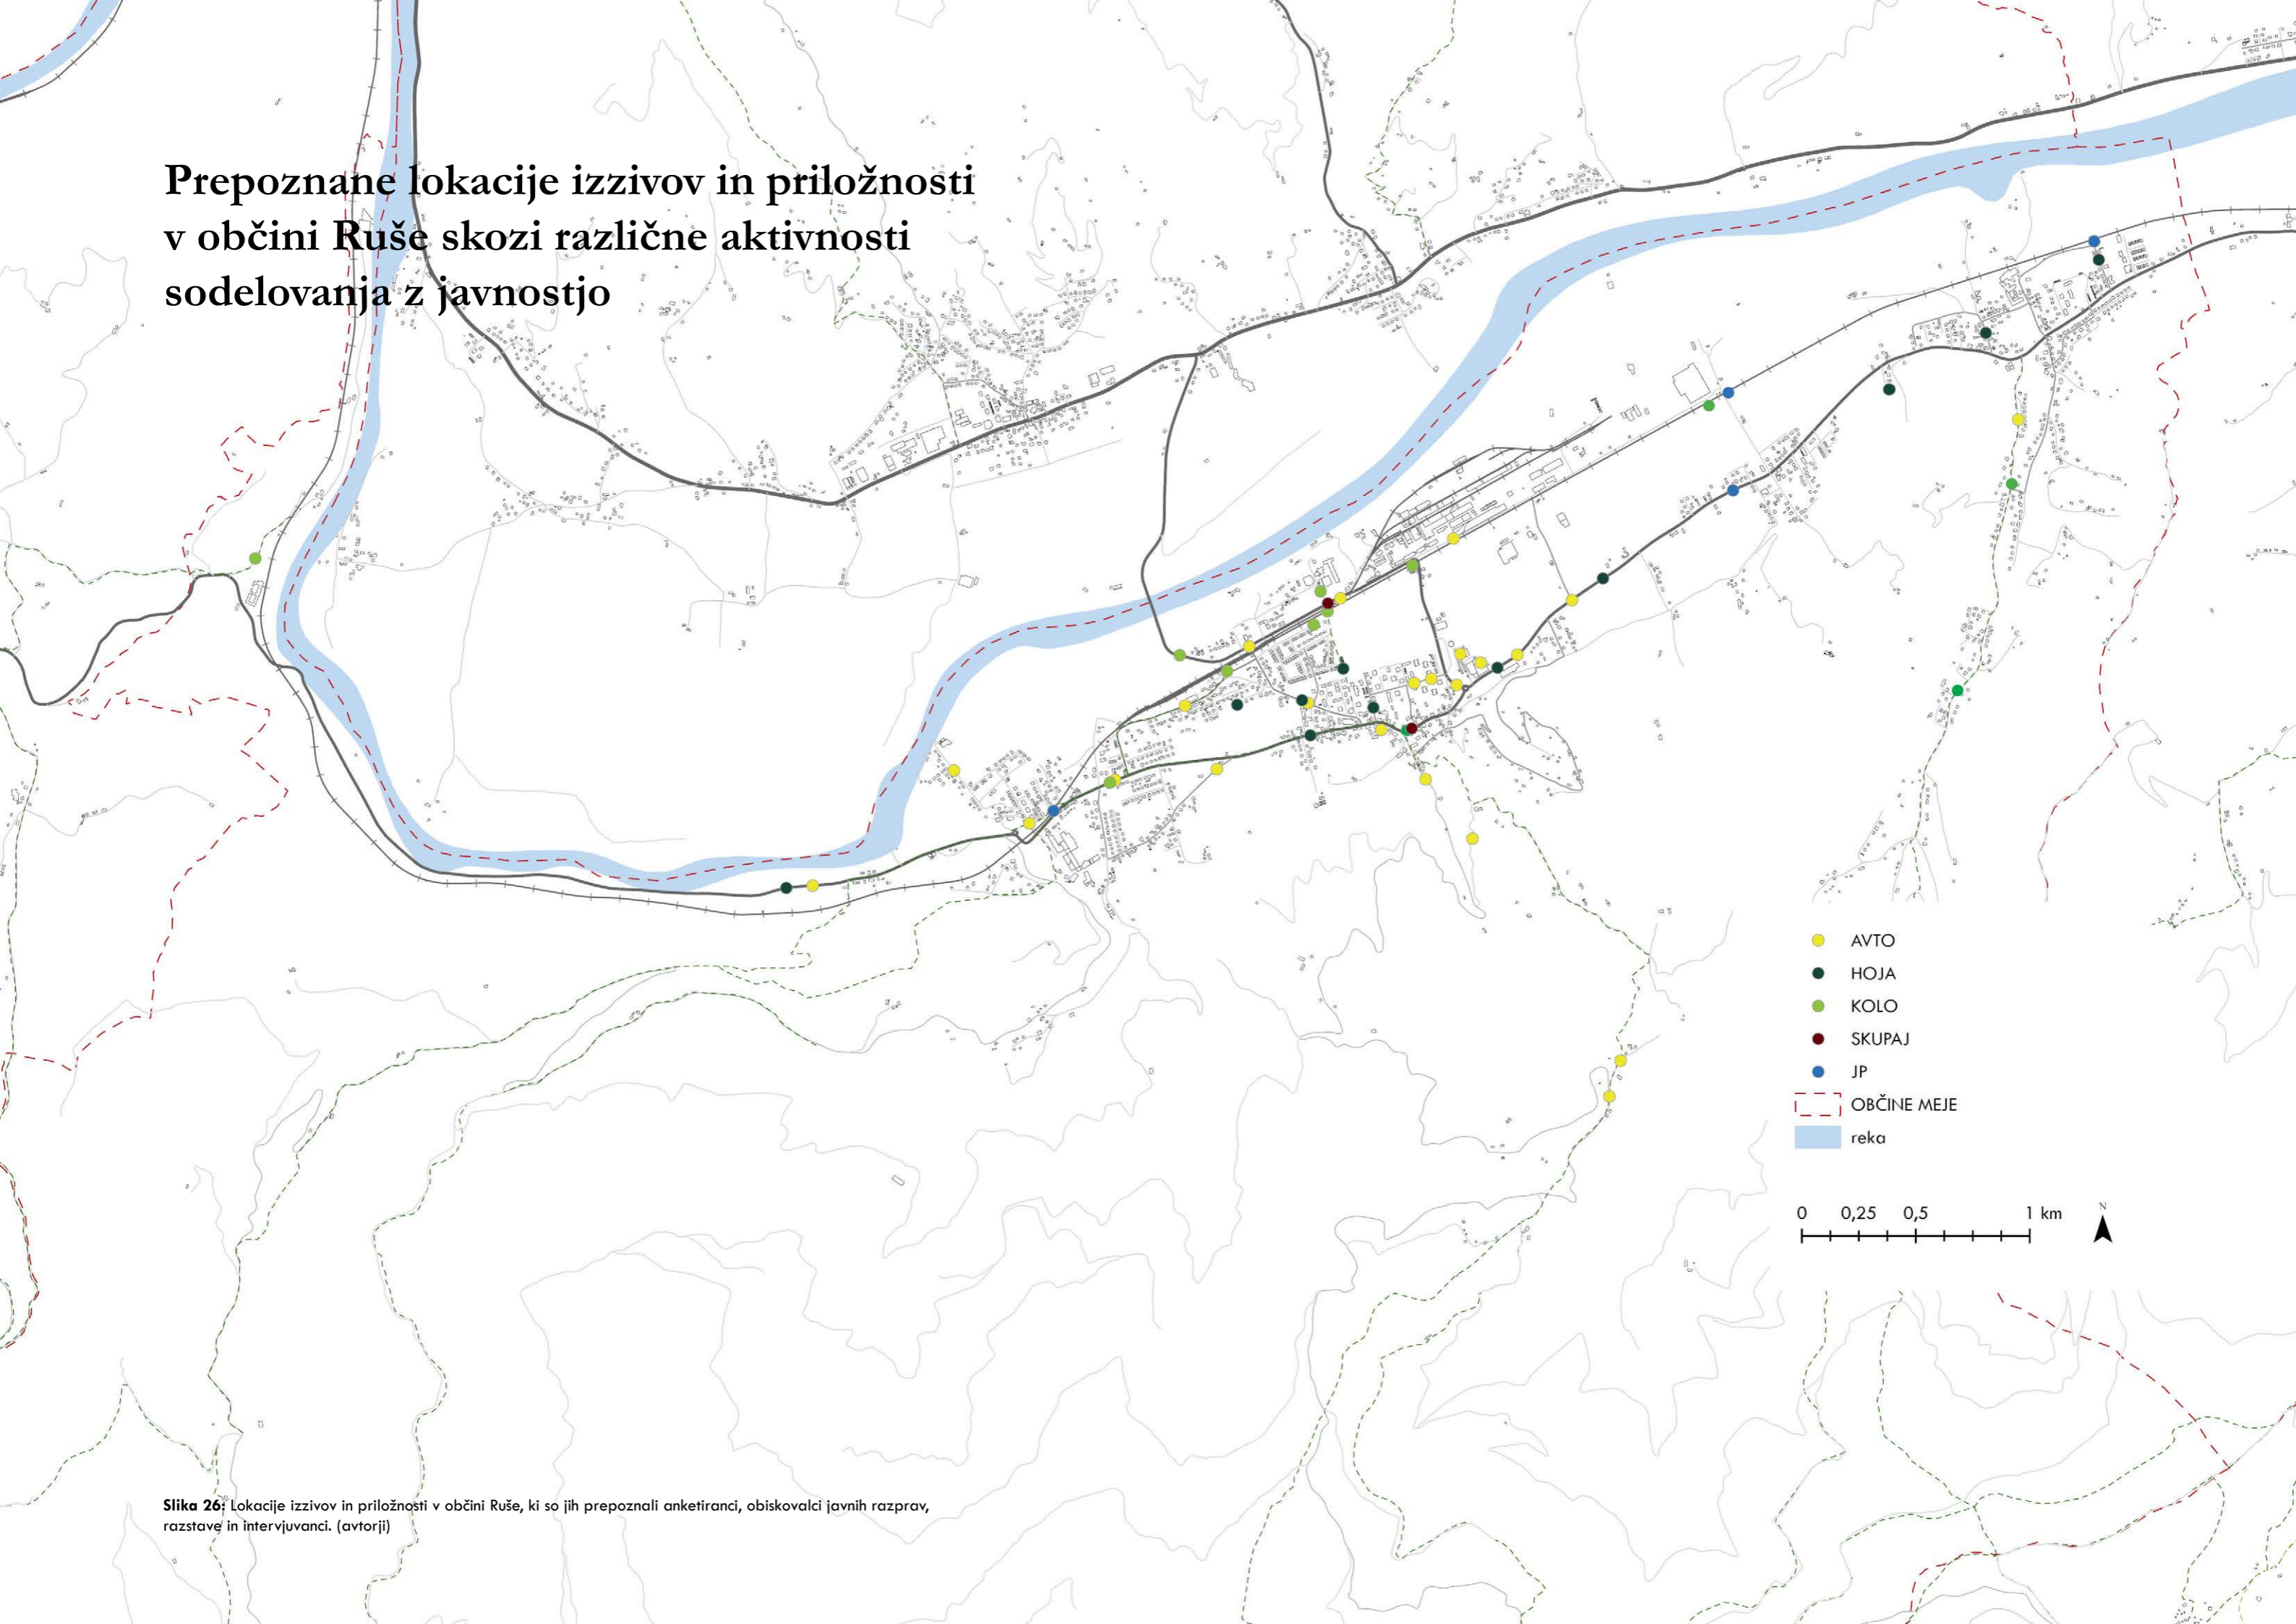 Prepoznane lokacije izzivov in priložnosti
v občini Ruše skozi različne aktivnosti
sodelovanja z javnostjo
AVTO
HOJA
KOLO
SKUPAJ
JP
OBČINE MEJE
reka
0 0,25 0,5 1 km
N
Slika 26: Lokacije izzivov in priložnosti v občini Ruše, ki so jih prepoznali anketiranci, obiskovalci javnih razprav,
razstave in intervjuvanci. (avtorji)